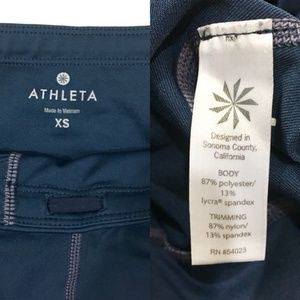 ATHLETA
Made in Vietnam
XS
Designed in
Sonoma County,
California
BODY
87% polyester/
13%
lycra® spandex
TRIMMING
87% nylon/
13% spandex
RN #54023